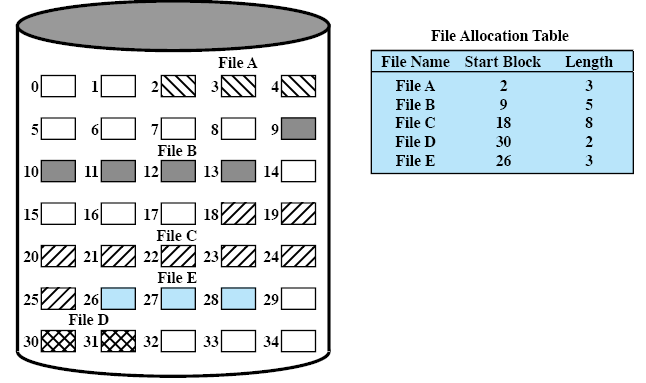 File Allocation Table
File Name Start Block Length
File A 2 3
File B 9 5
File C 18 8
File D 30 2
File E 26 3
File A
0 1 2 3 4
5 6 7 8 9
File B
10 11 12 13 14
15 16 17 18 19
File C
20 21 22 23 24
File E
25 26 27 28 29
File D
30 31 32 33 34